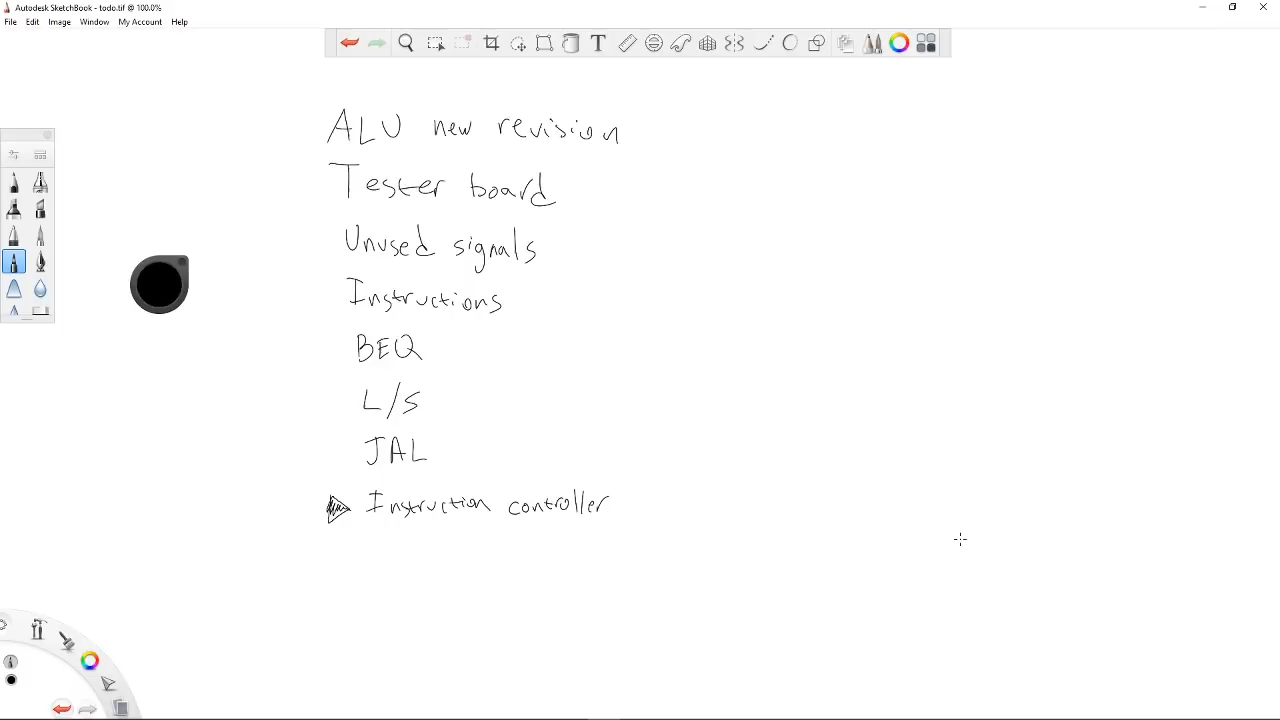 Autodesk SketchBook - todo.tif @ 100.0%
File Edit Image Window My Account Help
ALU new revision
Tester board
Unused signals
Instructions
BEQ
L/S
JAL
Instruction controller